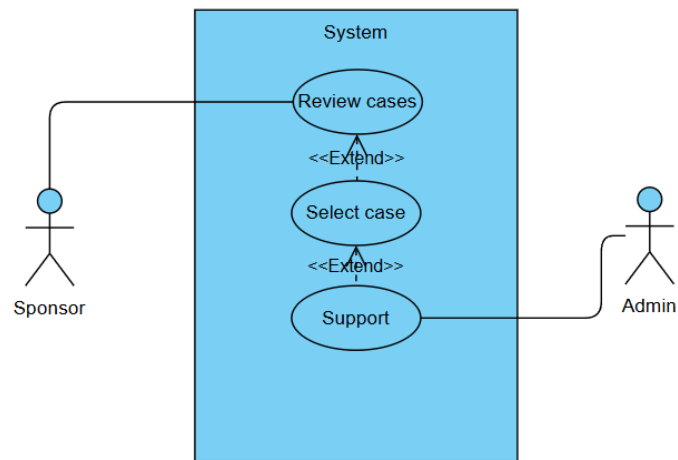 System
Review cases
<<Extend>>
Select case
<<Extend>>
Support
Sponsor
Admin